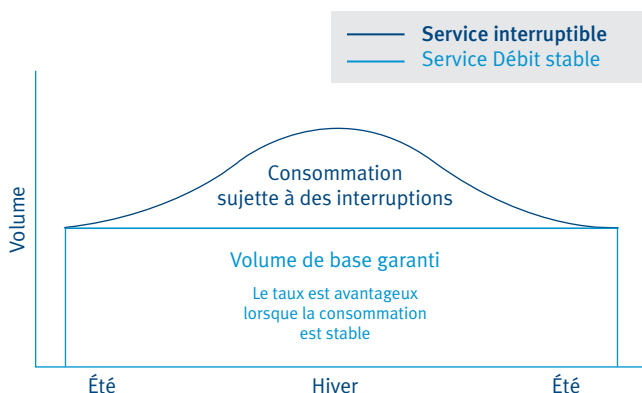 Service interruptible
Service Débit stable
Volume
Consommation
sujette à des interruptions
Volume de base garanti
Le taux est avantageux
lorsque la consommation
est stable
Été
Hiver
Été